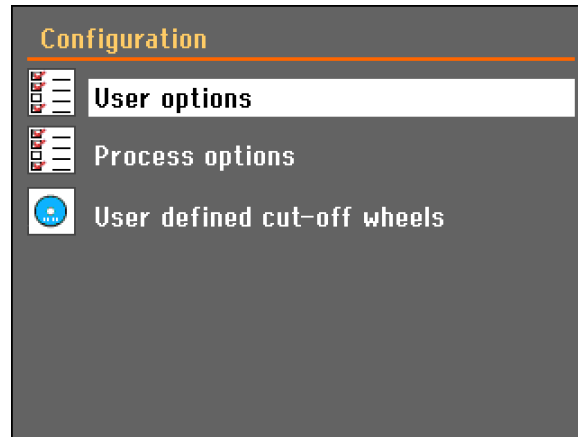 Configuration
User options
Process options
User defined cut-off wheels